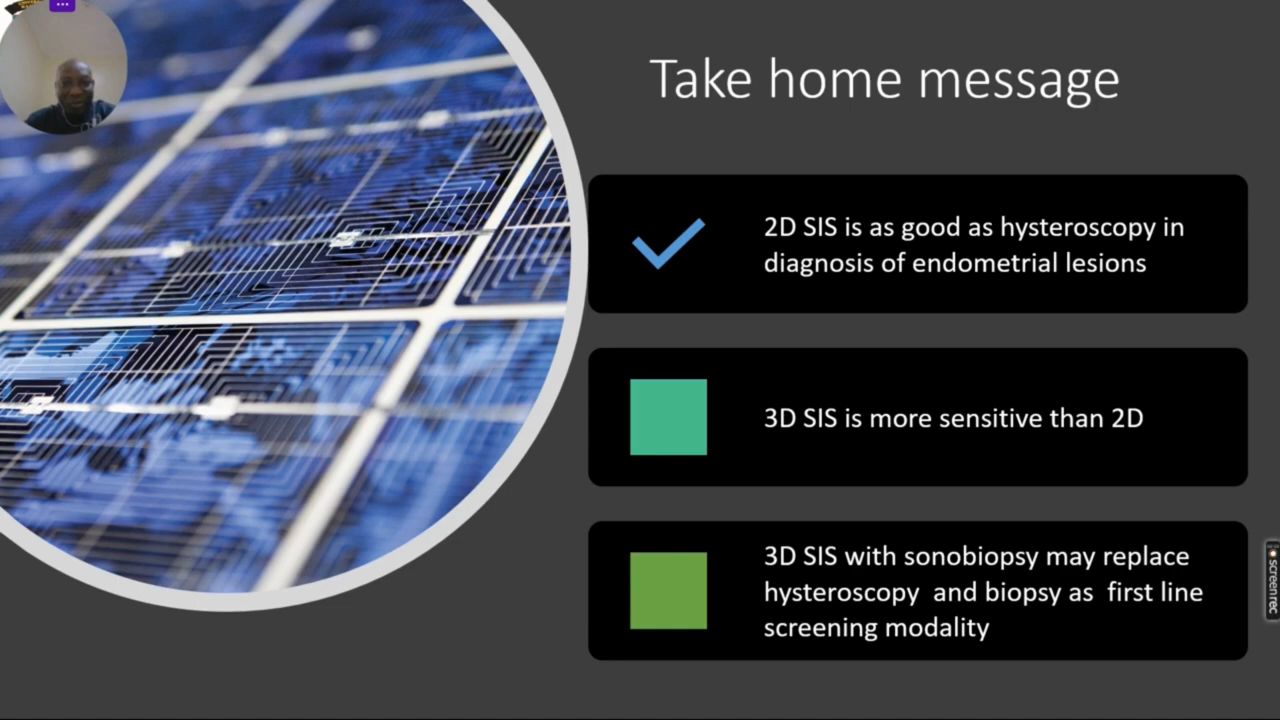 Take home message
2D SIS is as good as hysteroscopy in
diagnosis of endometrial lesions
3D SIS is more sensitive than 2D
3D SIS with sonobiopsy may replace
hysteroscopy  and biopsy as  first line
screening modality
screenrec